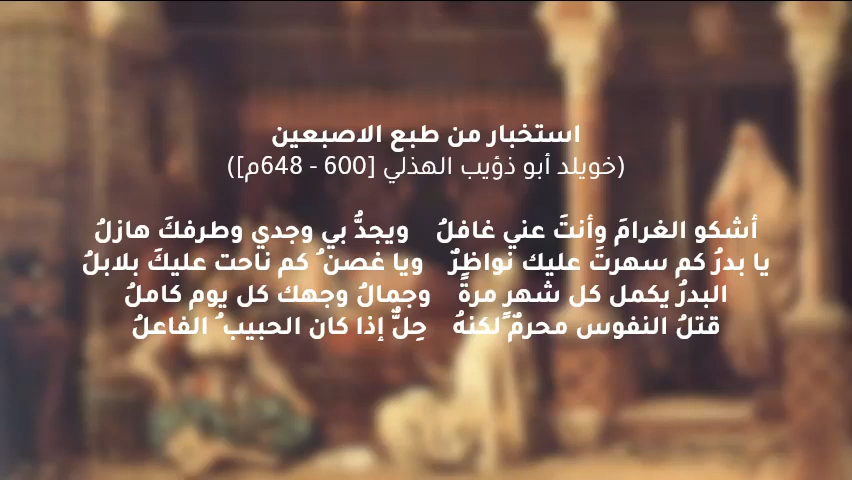 استخبار من طبع الاصبعين
(خويلد أبو ذؤيب الهذلي [600 - 648م])
أشكو الغرامَ وأنتَ عني غافلُ ويجدُّ بي وجدي وطرفكَ هازلُ
يا بدرُ كم سهرتَ عليك نواظرٌ ويا غصن ُ كم ناحت عليكَ بلابلُ
البدرُ يكمل كل شهرٍ مرةً وجمالُ وجهك كل يوم كاملُ
قتلُ النفوس محرمٌ لكنهُ حِلٌّ إذا كان الحبيب ُ الفاعلُ